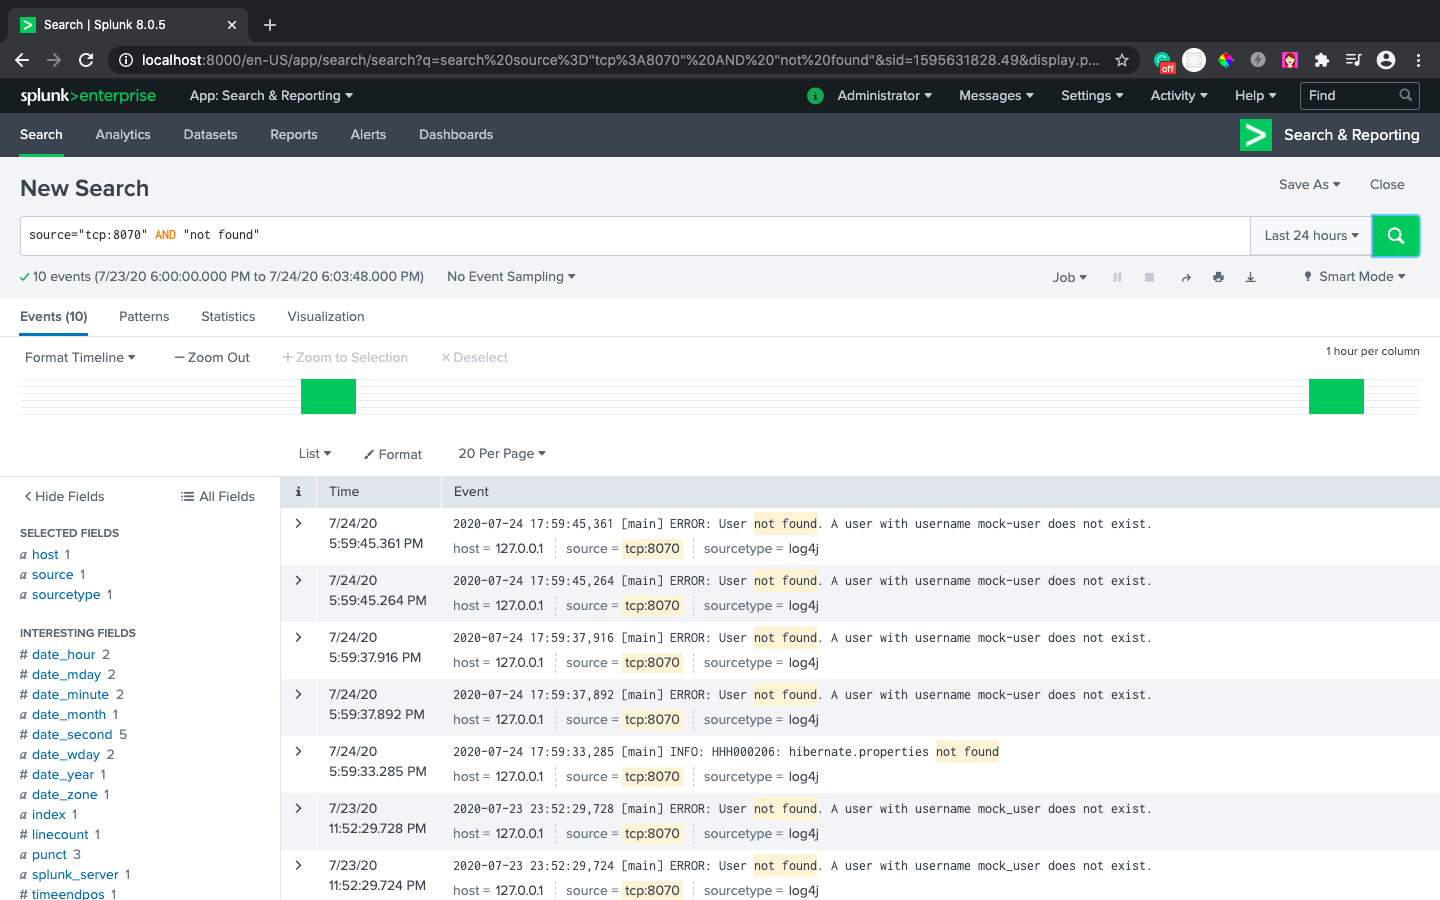 Search | Splunk 8.0.5
localhost:8000/en-US/app/search/search?q=search%20source%3D"tcp%3A8070"%20AND%20"not%20found"&sid=1595631828.49&display.p...
off
splunk>enterprise App: Search & Reporting
i Administrator Messages Settings Activity Help Find
Search Analytics Datasets Reports Alerts Dashboards
Search & Reporting
New Search
Save As Close
source="tcp:8070" AND "not found"
Last 24 hours
10 events (7/23/20 6:00:00.000 PM to 7/24/20 6:03:48.000 PM) No Event Sampling
Job Smart Mode
Events (10) Patterns Statistics Visualization
Format Timeline — Zoom Out + Zoom to Selection × Deselect
1 hour per column
List Format 20 Per Page
< Hide Fields All Fields
SELECTED FIELDS
a host 1
a source 1
a sourcetype 1
INTERESTING FIELDS
# date_hour 2
# date_mday 2
# date_minute 2
a date_month 1
# date_second 5
a date_wday 2
# date_year 1
a date_zone 1
a index 1
# linecount 1
a punct 3
a splunk_server 1
# timeendpos 1
i Time Event
7/24/20
5:59:45.361 PM
2020-07-24 17:59:45,361 [main] ERROR: User not found. A user with username mock-user does not exist.
host = 127.0.0.1 source = tcp:8070 sourcetype = log4j
7/24/20
5:59:45.264 PM
2020-07-24 17:59:45,264 [main] ERROR: User not found. A user with username mock-user does not exist.
host = 127.0.0.1 source = tcp:8070 sourcetype = log4j
7/24/20
5:59:37.916 PM
2020-07-24 17:59:37,916 [main] ERROR: User not found. A user with username mock-user does not exist.
host = 127.0.0.1 source = tcp:8070 sourcetype = log4j
7/24/20
5:59:37.892 PM
2020-07-24 17:59:37,892 [main] ERROR: User not found. A user with username mock-user does not exist.
host = 127.0.0.1 source = tcp:8070 sourcetype = log4j
7/24/20
5:59:33.285 PM
2020-07-24 17:59:33,285 [main] INFO: HHH000206: hibernate.properties not found
host = 127.0.0.1 source = tcp:8070 sourcetype = log4j
7/23/20
11:52:29.728 PM
2020-07-23 23:52:29,728 [main] ERROR: User not found. A user with username mock_user does not exist.
host = 127.0.0.1 source = tcp:8070 sourcetype = log4j
7/23/20
11:52:29.724 PM
2020-07-23 23:52:29,724 [main] ERROR: User not found. A user with username mock_user does not exist.
host = 127.0.0.1 source = tcp:8070 sourcetype = log4j